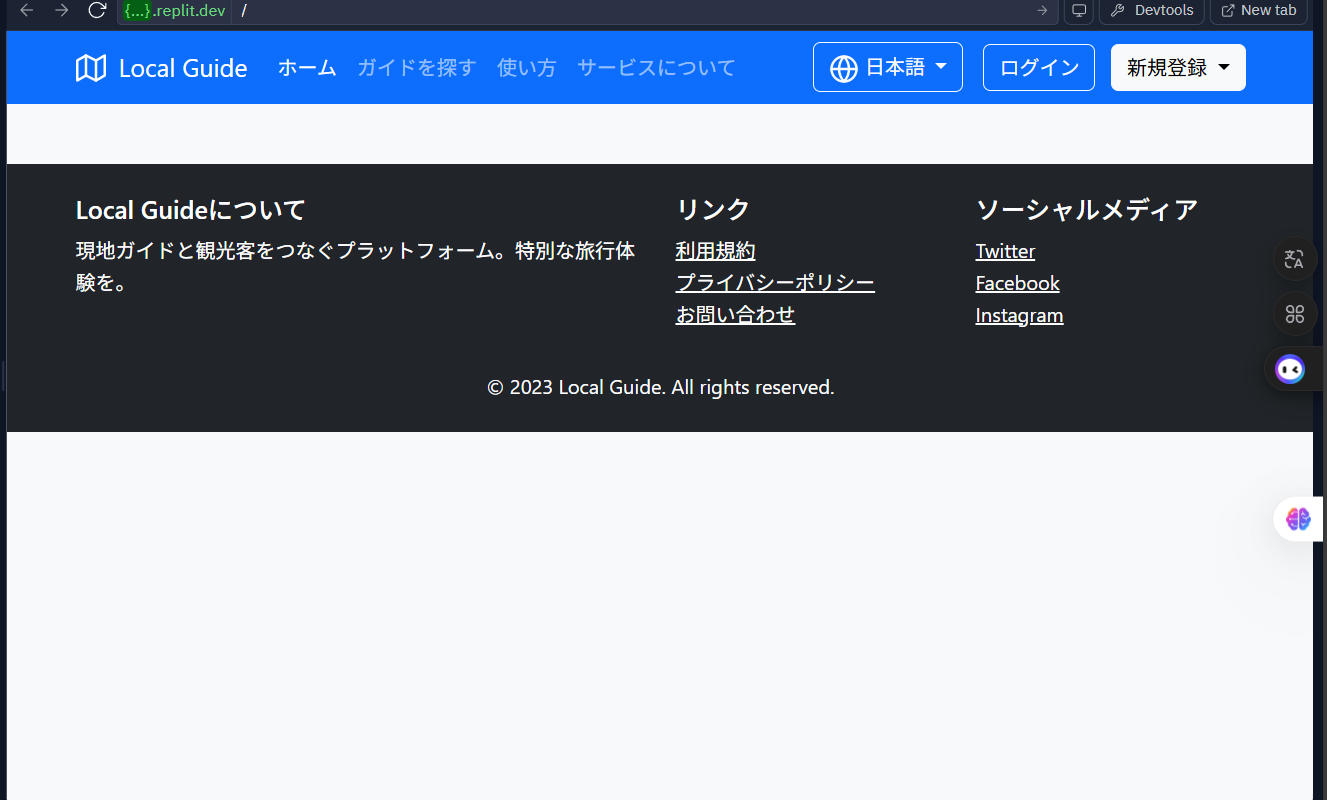 {...}.replit.dev /
Devtools
New tab
Local Guide
ホーム
ガイドを探す
使い方
サービスについて
日本語
ログイン
新規登録
Local Guideについて
現地ガイドと観光客をつなぐプラットフォーム。特別な旅行体
験を。
リンク
利用規約
プライバシーポリシー
お問い合わせ
ソーシャルメディア
Twitter
Facebook
Instagram
© 2023 Local Guide. All rights reserved.